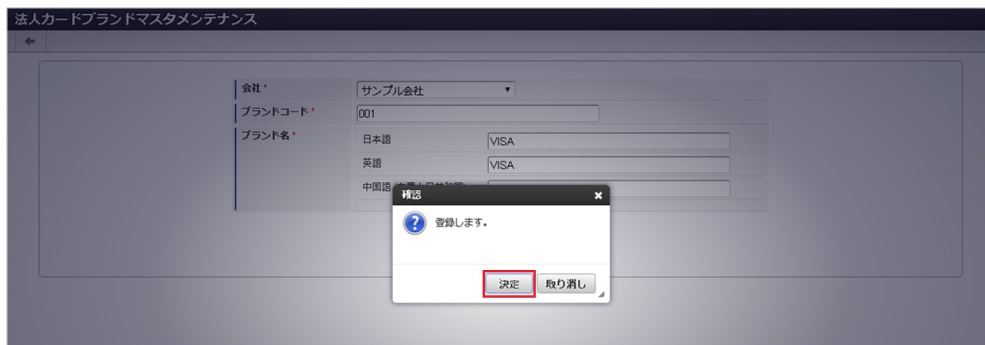 法人カードブランドマスタメンテナンス
会社*
サンプル会社
ブランドコード*
001
ブランド名*
日本語
VISA
英語
VISA
中国語
確認
登録します。
決定
取り消し